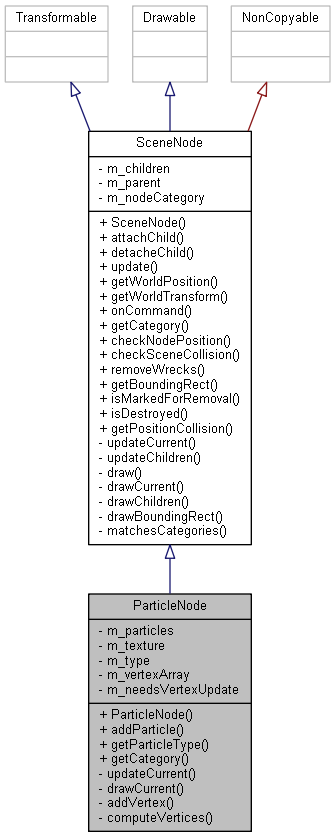 Transformable
Drawable
NonCopyable
SceneNode
- m_children
- m_parent
- m_nodeCategory
+ SceneNode()
+ attachChild()
+ detacheChild()
+ update()
+ getWorldPosition()
+ getWorldTransform()
+ onCommand()
+ getCategory()
+ checkNodePosition()
+ checkSceneCollision()
+ removeWrecks()
+ getBoundingRect()
+ isMarkedForRemoval()
+ isDestroyed()
+ getPositionCollision()
- updateCurrent()
- updateChildren()
- draw()
- drawCurrent()
- drawChildren()
- drawBoundingRect()
- matchesCategories()
ParticleNode
- m_particles
- m_texture
- m_type
- m_vertexArray
- m_needsVertexUpdate
+ ParticleNode()
+ addParticle()
+ getParticleType()
+ getCategory()
- updateCurrent()
- drawCurrent()
- addVertex()
- computeVertices()